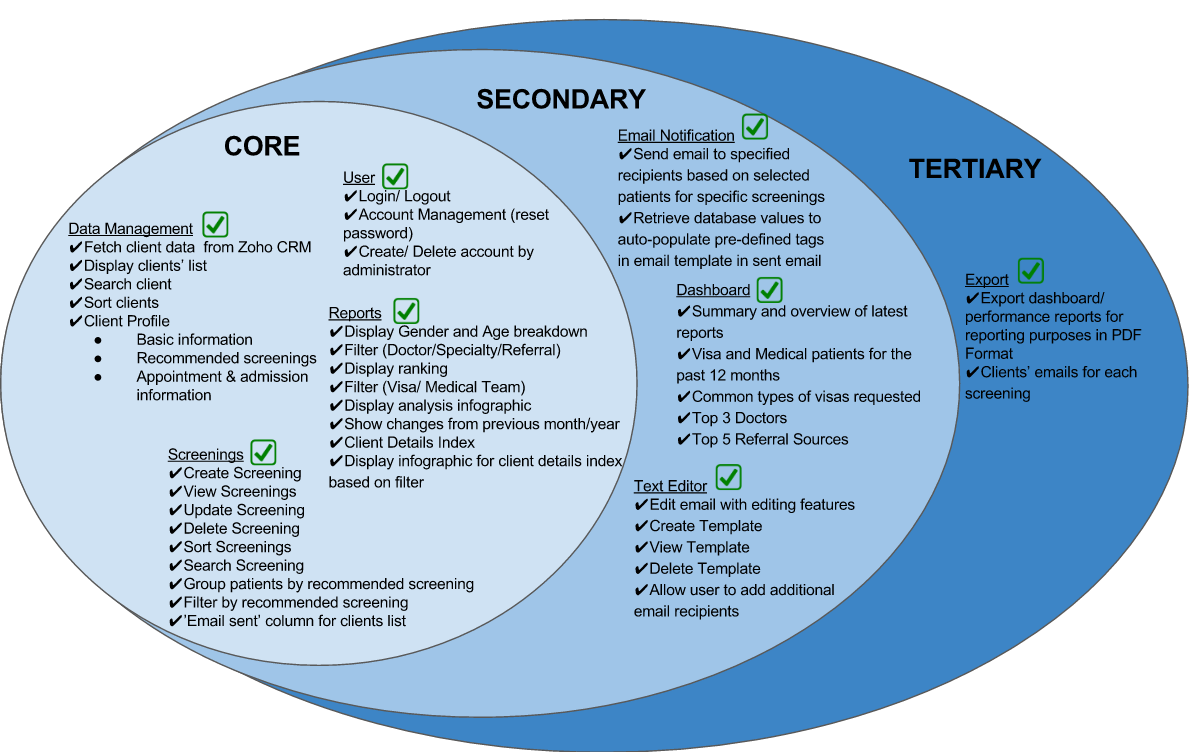 CORE
Data Management
✔Fetch client data  from Zoho CRM
✔Display clients’ list
✔Search client
✔Sort clients
✔Client Profile
● Basic information
● Recommended screenings
● Appointment & admission
information
User
✔Login/ Logout
✔Account Management (reset
password)
✔Create/ Delete account by
administrator
Reports
✔Display Gender and Age breakdown
✔Filter (Doctor/Specialty/Referral)
✔Display ranking
✔Filter (Visa/ Medical Team)
✔Display analysis infographic
✔Show changes from previous month/year
✔Client Details Index
✔Display infographic for client details index
based on filter
Screenings
✔Create Screening
✔View Screenings
✔Update Screening
✔Delete Screening
✔Sort Screenings
✔Search Screening
✔Group patients by recommended screening
✔Filter by recommended screening
✔’Email sent’ column for clients list
SECONDARY
Email Notification
✔Send email to specified
recipients based on selected
patients for specific screenings
✔Retrieve database values to
auto-populate pre-defined tags
in email template in sent email
Dashboard
✔Summary and overview of latest
reports
✔Visa and Medical patients for the
past 12 months
✔Common types of visas requested
✔Top 3 Doctors
✔Top 5 Referral Sources
Text Editor
✔Edit email with editing features
✔Create Template
✔View Template
✔Delete Template
✔Allow user to add additional
email recipients
TERTIARY
Export
✔Export dashboard/
performance reports for
reporting purposes in PDF
Format
✔Clients’ emails for each
screening